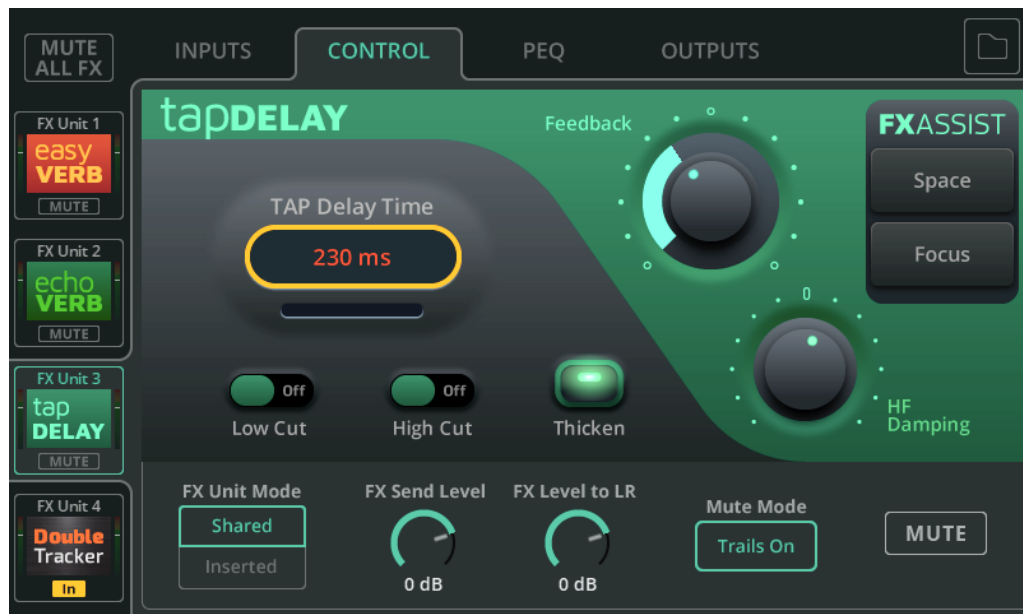 MUTE
ALL FX
INPUTS
CONTROL
PEQ
OUTPUTS
FX Unit 1
easy
VERB
MUTE
FX Unit 2
echo
VERB
MUTE
FX Unit 3
tap
DELAY
MUTE
FX Unit 4
Double
Tracker
In
tapDELAY
Feedback
FXASSIST
Space
Focus
TAP Delay Time
230 ms
0
HF
Damping
Off
Low Cut
Off
High Cut
Thicken
FX Unit Mode
Shared
Inserted
FX Send Level
0 dB
FX Level to LR
0 dB
Mute Mode
Trails On
MUTE